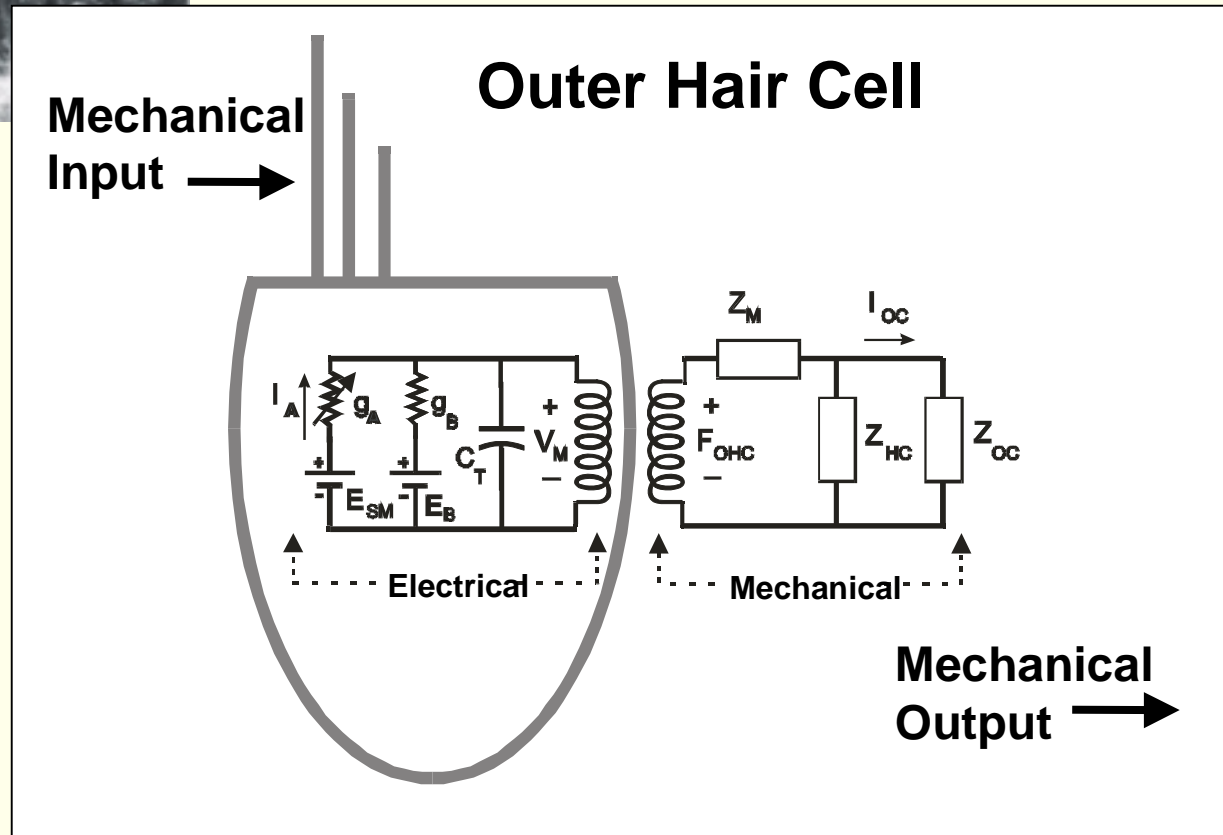 Outer Hair Cell
Mechanical
Input
Z_M
I_OC
I_A
g_A
g_B
+
+
C_T
+
V_M
−
+
F_OHC
−
Z_HC
Z_OC
-
E_SM
-
E_B
Electrical
Mechanical
Mechanical
Output